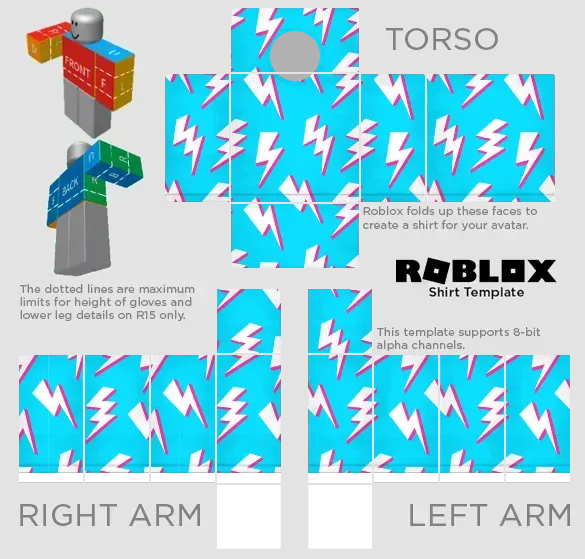 TORSO
FRONT
F
L
U
D
R
BACK
U
R
B
Roblox folds up these faces to
create a shirt for your avatar.
ROBLOX
Shirt Template
The dotted lines are maximum
limits for height of gloves and
lower leg details on R15 only.
This template supports 8-bit
alpha channels.
RIGHT ARM
LEFT ARM